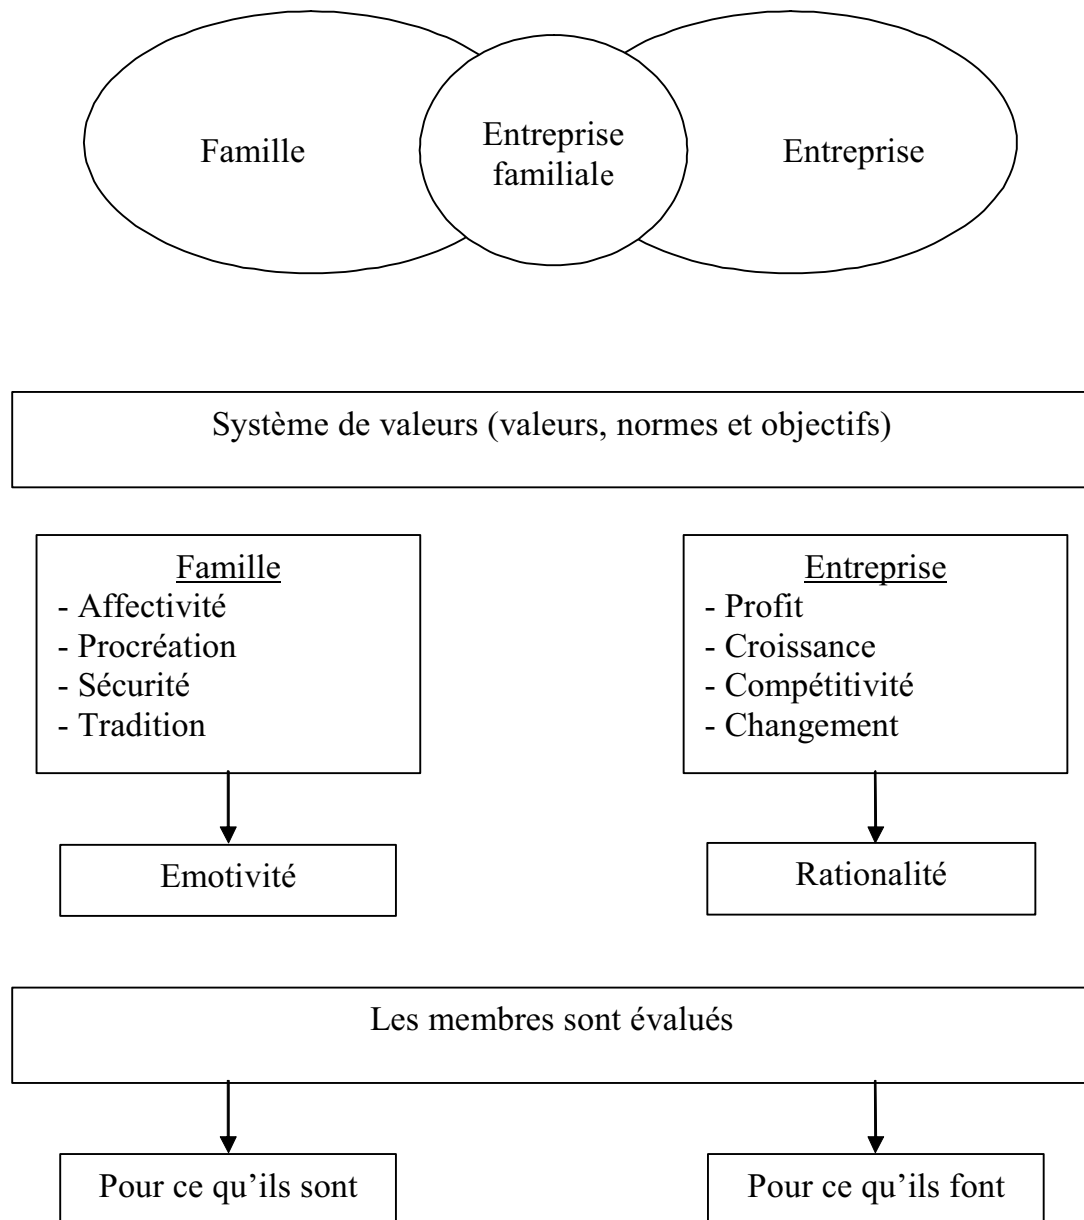 Famille
Entreprise
familiale
Entreprise
Système de valeurs (valeurs, normes et objectifs)
Famille
- Affectivité
- Procréation
- Sécurité
- Tradition
Entreprise
- Profit
- Croissance
- Compétitivité
- Changement
Emotivité
Rationalité
Les membres sont évalués
Pour ce qu’ils sont
Pour ce qu’ils font